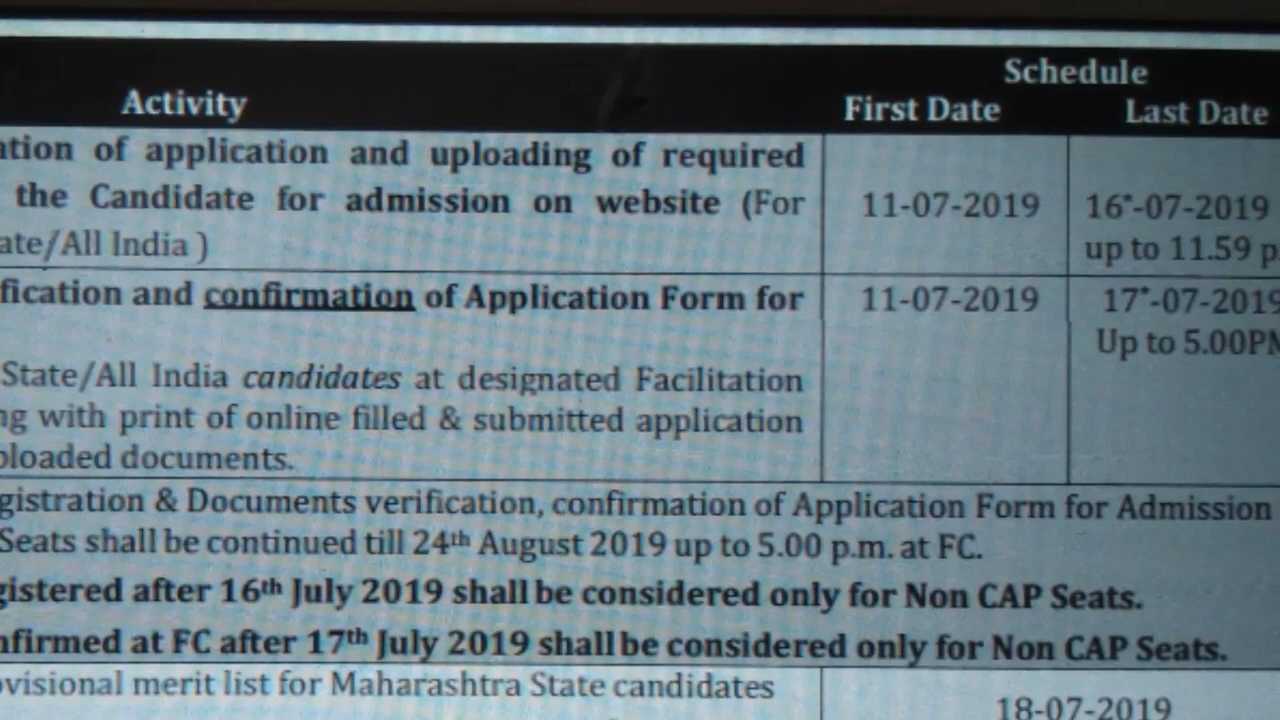 Schedule
Activity First Date Last Date
ation of application and uploading of required
the Candidate for admission on website (For 11-07-2019 16*-07-2019
ate/All India ) up to 11.59 p
fication and confirmation of Application Form for 11-07-2019 17*-07-2019
Up to 5.00PM
State/All India candidates at designated Facilitation
ng with print of online filled & submitted application
ploaded documents.
gistration & Documents verification, confirmation of Application Form for Admission
Seats shall be continued till 24th August 2019 up to 5.00 p.m. at FC.
gistered after 16th July 2019 shall be considered only for Non CAP Seats.
nfirmed at FC after 17th July 2019 shall be considered only for Non CAP Seats.
ovisional merit list for Maharashtra State candidates
18-07-2019